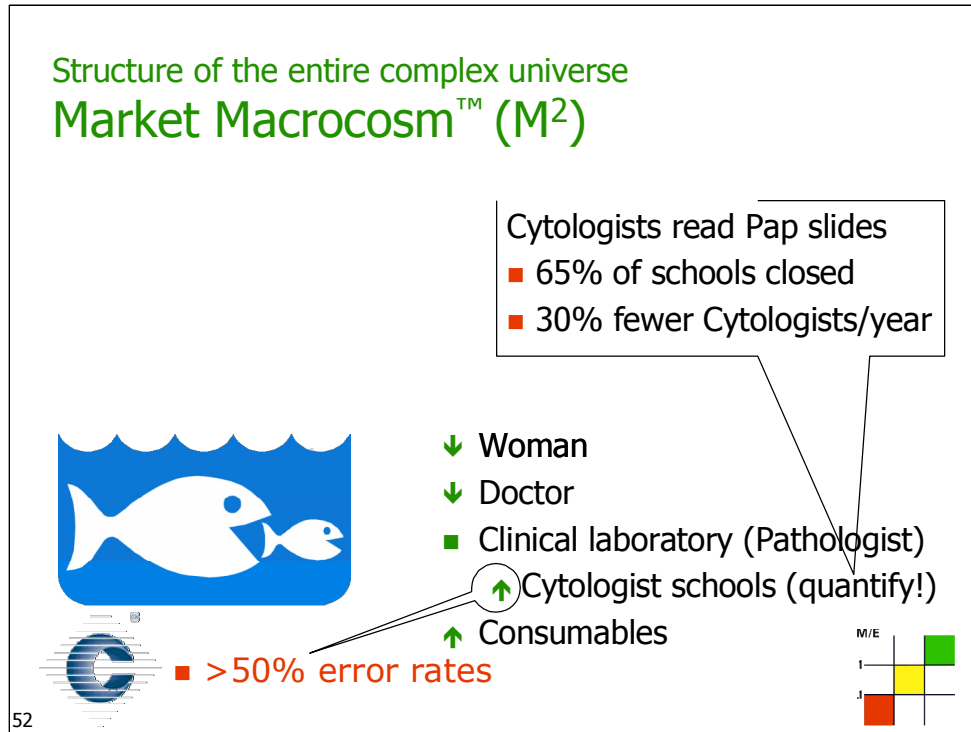 Structure of the entire complex universe
Market Macrocosm™ (M²)
Cytologists read Pap slides
■ 65% of schools closed
■ 30% fewer Cytologists/year
↓ Woman
↓ Doctor
■ Clinical laboratory (Pathologist)
↑ Cytologist schools (quantify!)
↑ Consumables
■ >50% error rates
C ®
M/E
1
.1
52